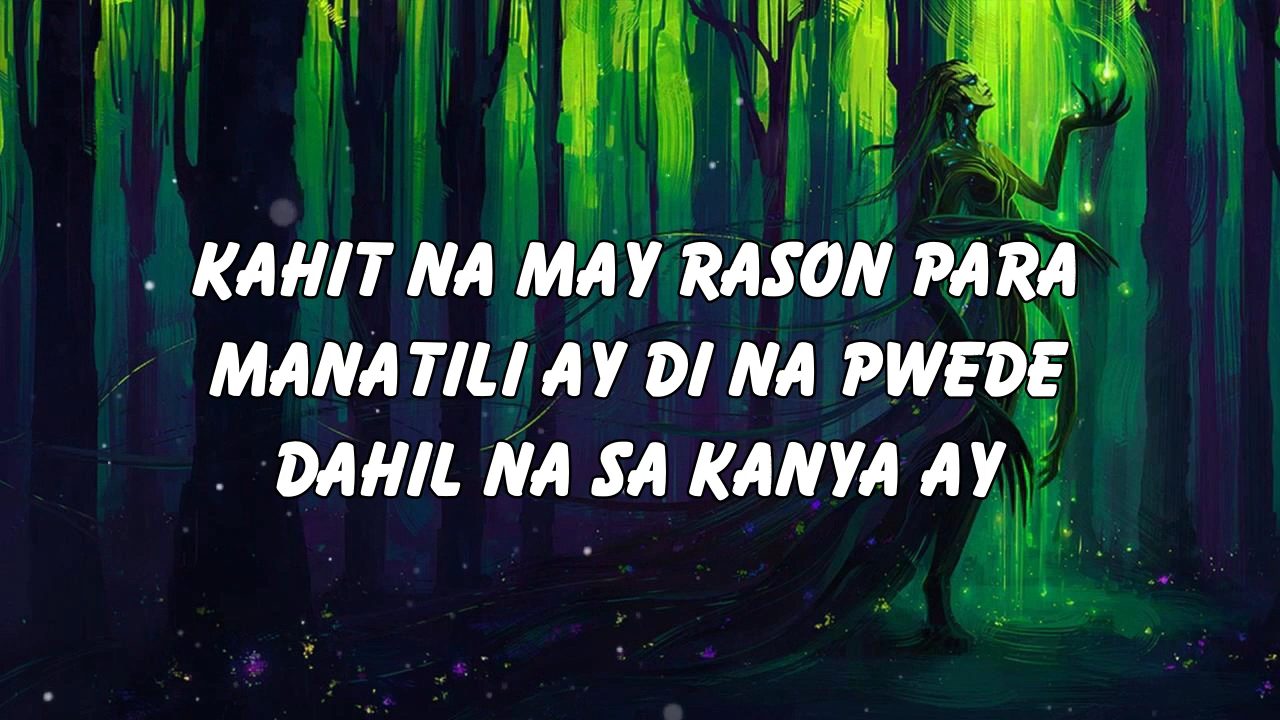 KAHIT NA MAY RASON PARA
MANATILI AY DI NA PWEDE
DAHIL NA SA KANYA AY